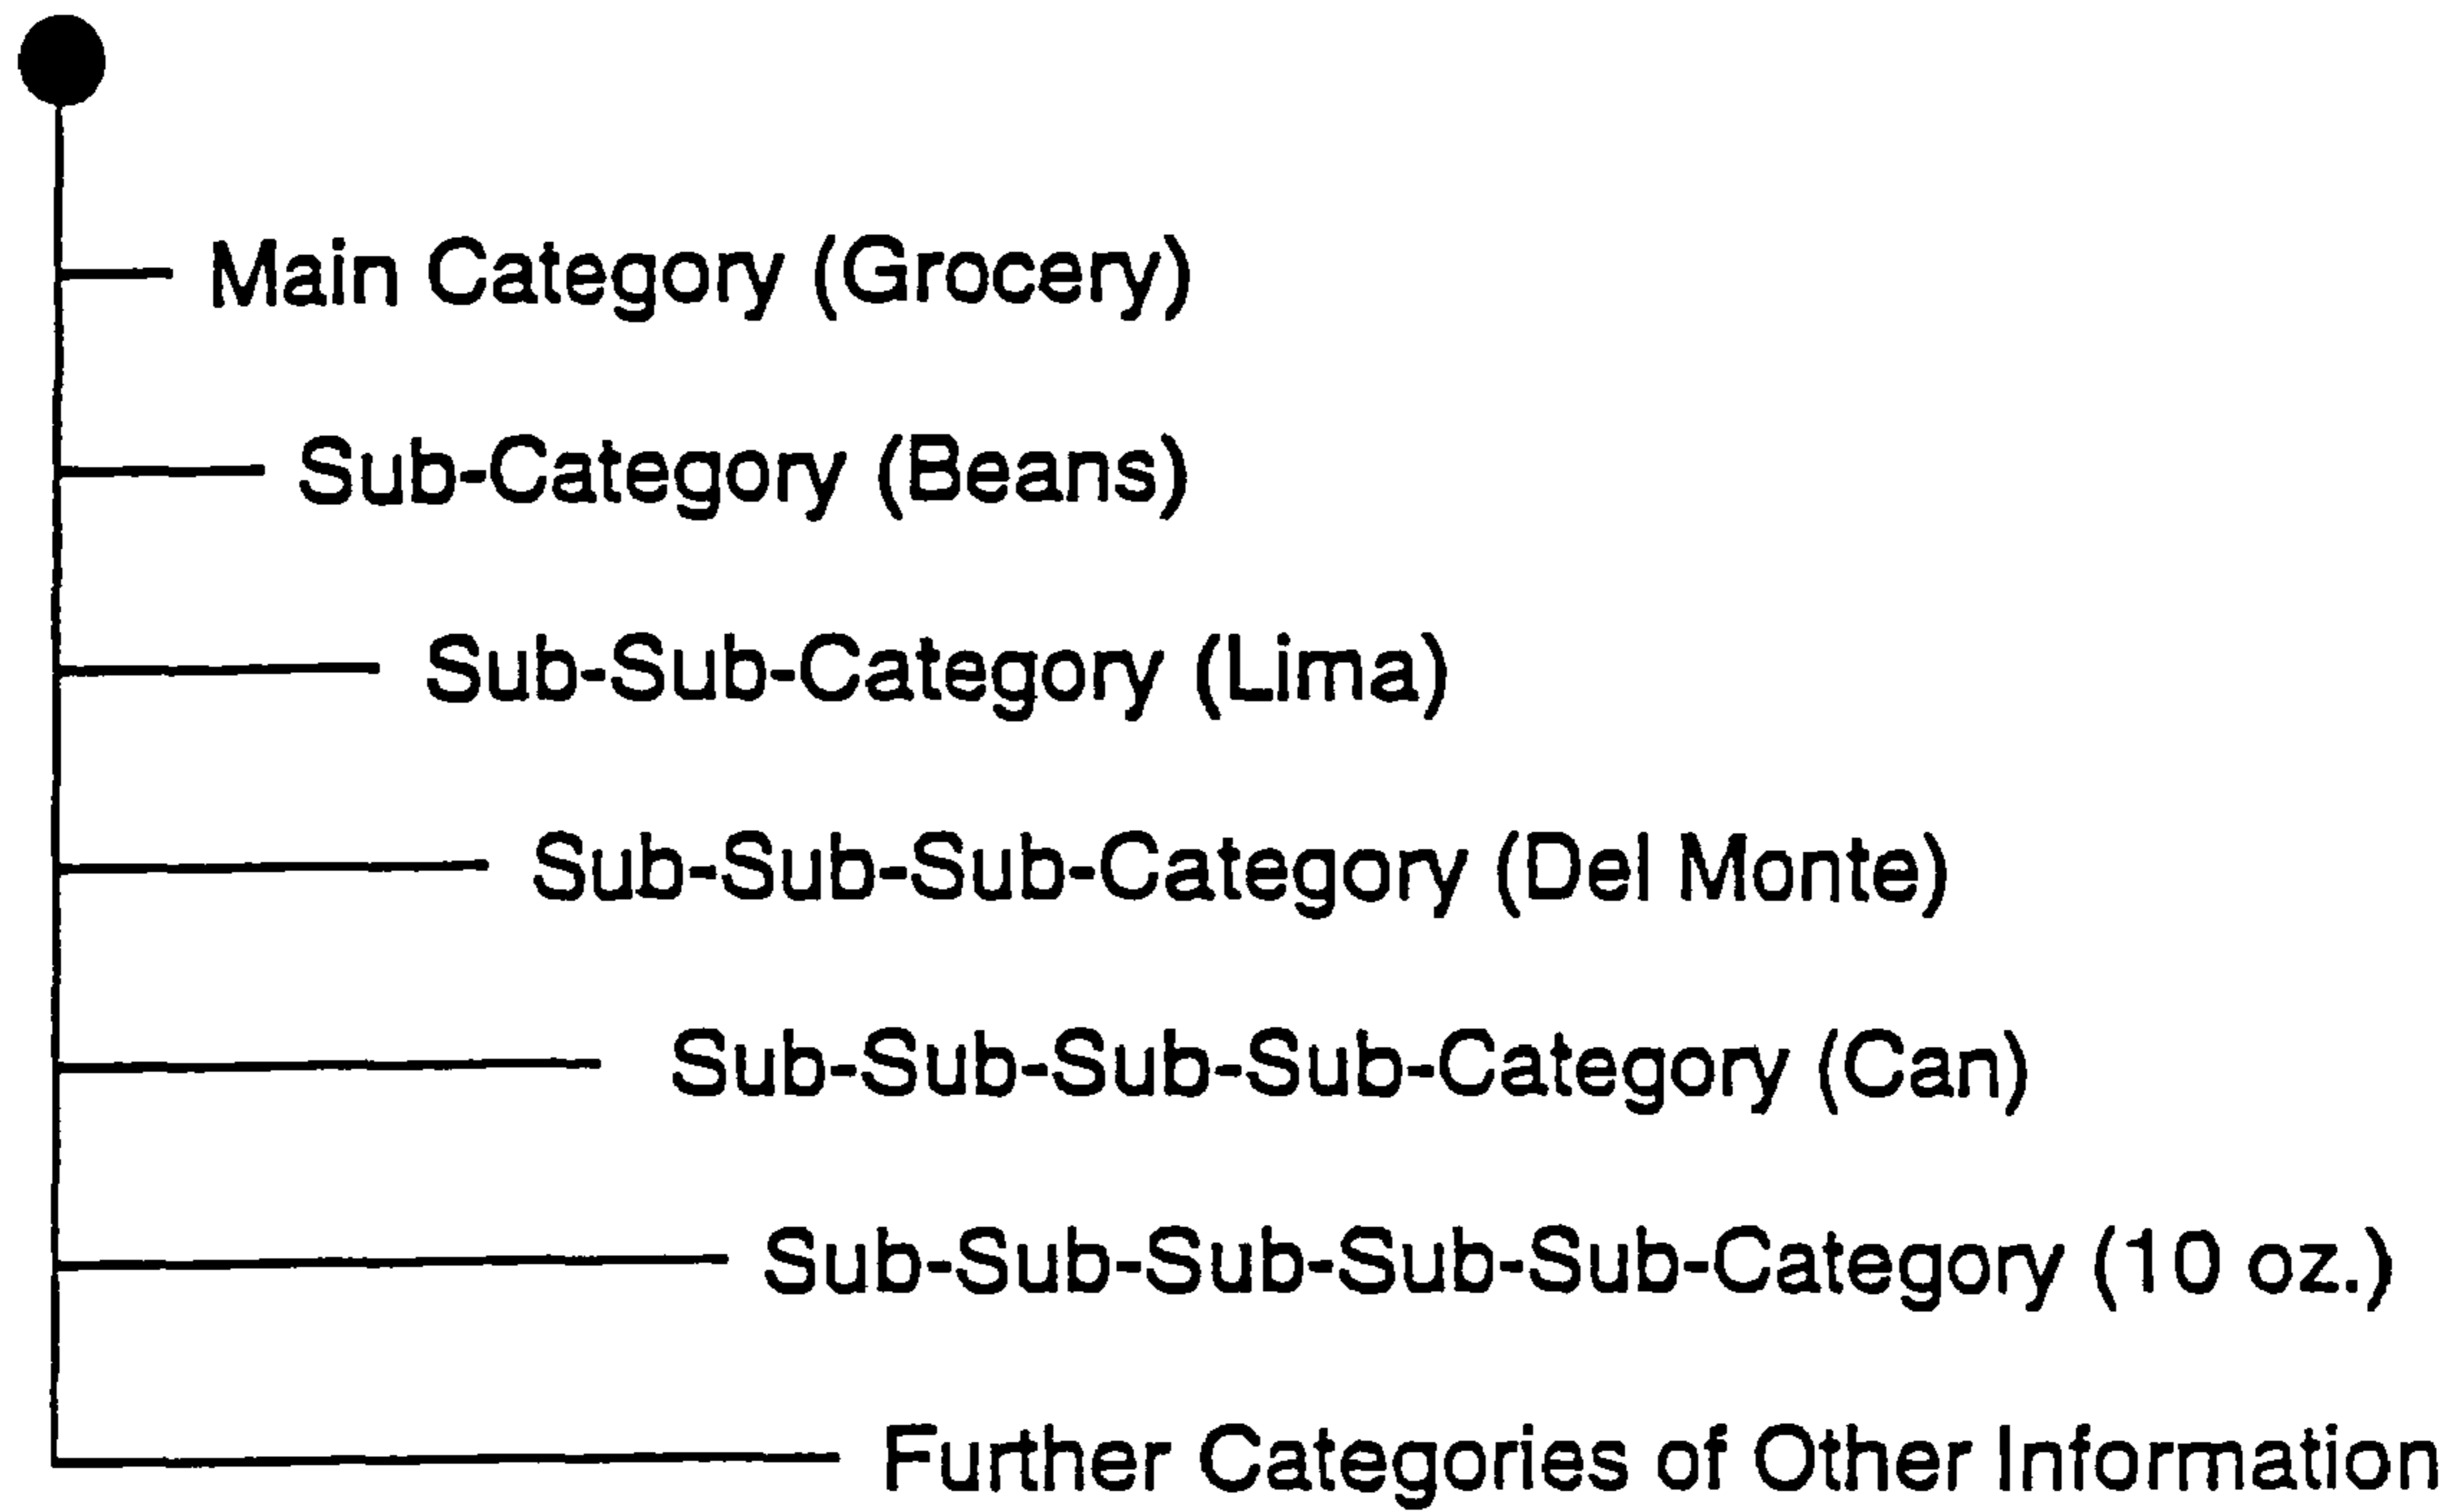 Main Category (Grocery)
Sub-Category (Beans)
Sub-Sub-Category (Lima)
Sub-Sub-Sub-Category (Del Monte)
Sub-Sub-Sub-Sub-Category (Can)
Sub-Sub-Sub-Sub-Sub-Category (10 oz.)
Further Categories of Other Information